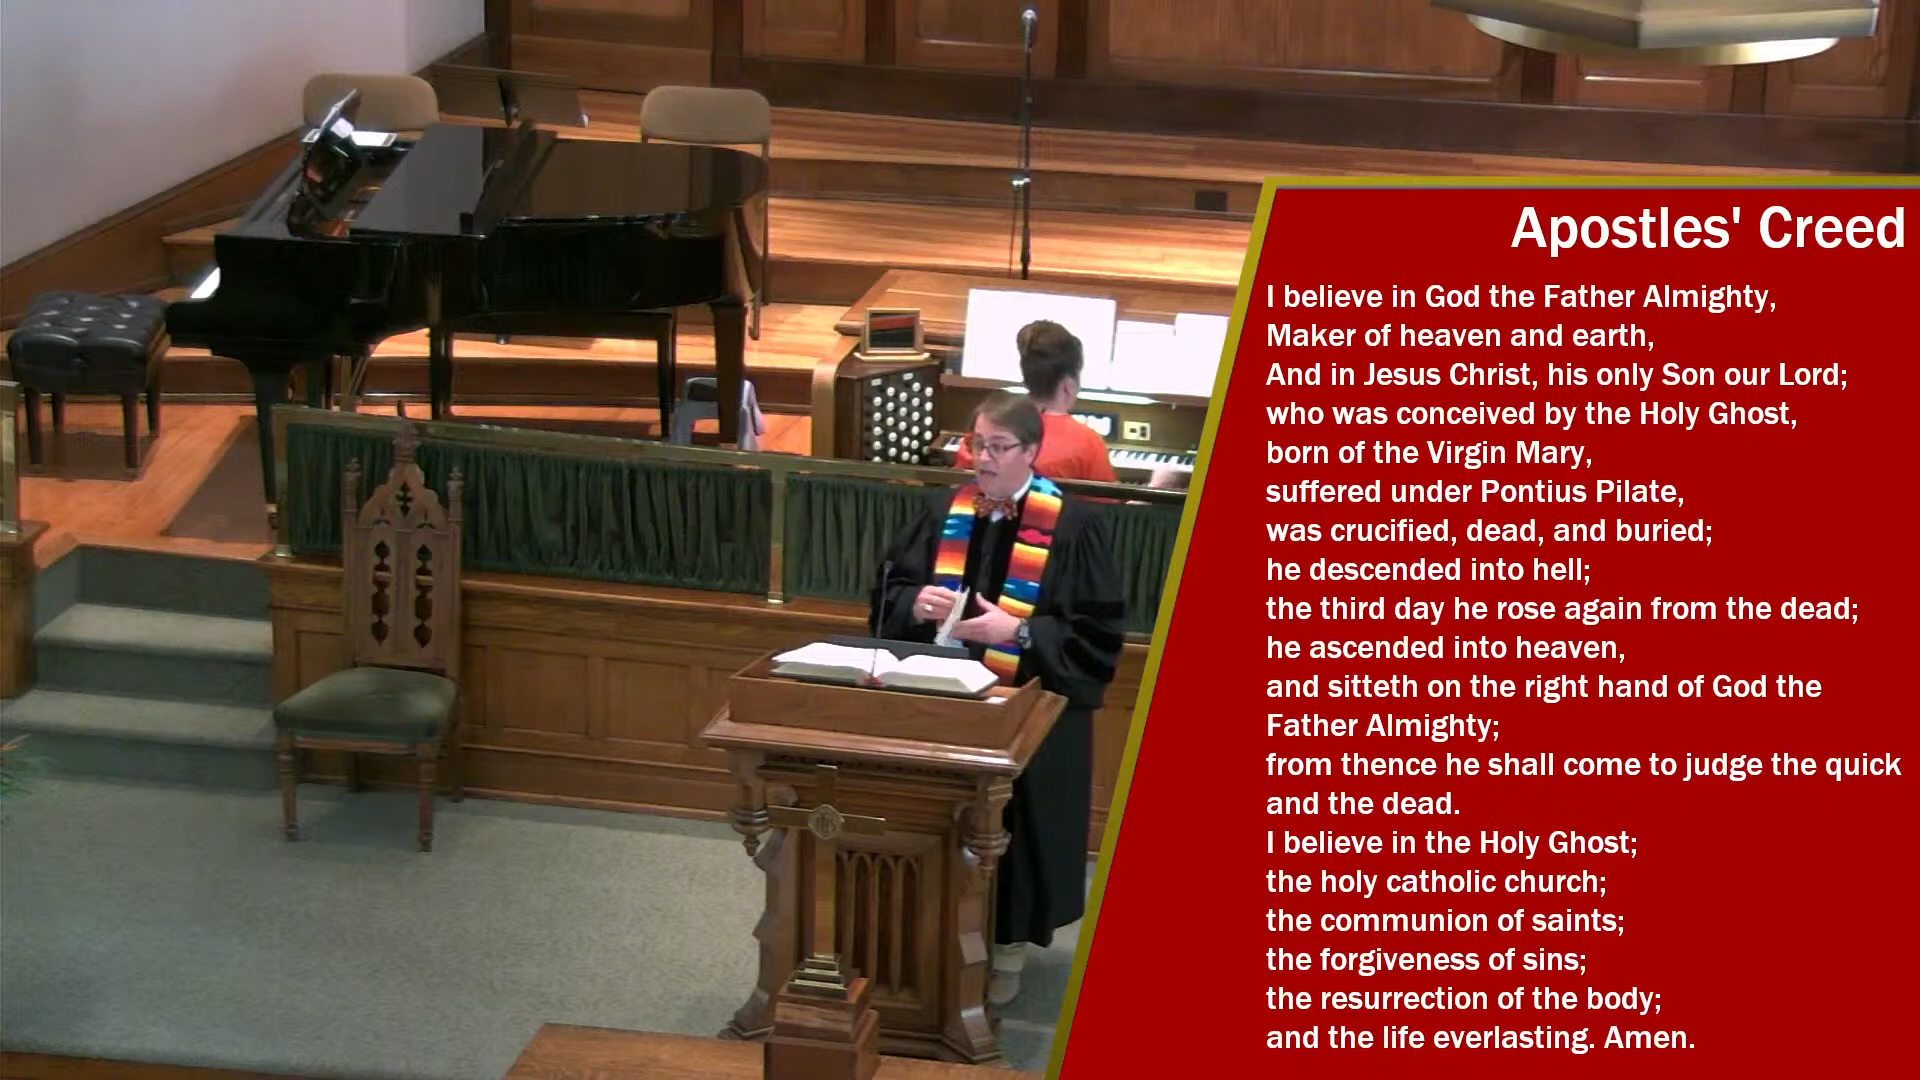 Apostles' Creed
I believe in God the Father Almighty,
Maker of heaven and earth,
And in Jesus Christ, his only Son our Lord;
who was conceived by the Holy Ghost,
born of the Virgin Mary,
suffered under Pontius Pilate,
was crucified, dead, and buried;
he descended into hell;
the third day he rose again from the dead;
he ascended into heaven,
and sitteth on the right hand of God the
Father Almighty;
from thence he shall come to judge the quick
and the dead.
I believe in the Holy Ghost;
the holy catholic church;
the communion of saints;
the forgiveness of sins;
the resurrection of the body;
and the life everlasting. Amen.